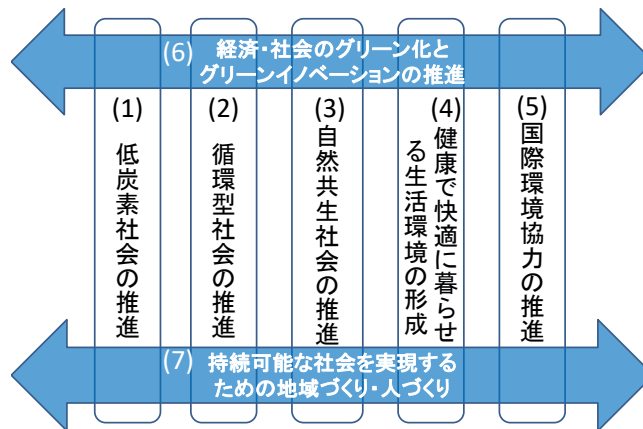 (6) 経済・社会のグリーン化と
グリーンイノベーションの推進
(1)
低炭素社会の推進
(2)
循環型社会の推進
(3)
自然共生社会の推進
(4)
健康で快適に暮らせ
る生活環境の形成
(5)
国際環境協力の推進
(7) 持続可能な社会を実現する
ための地域づくり・人づくり